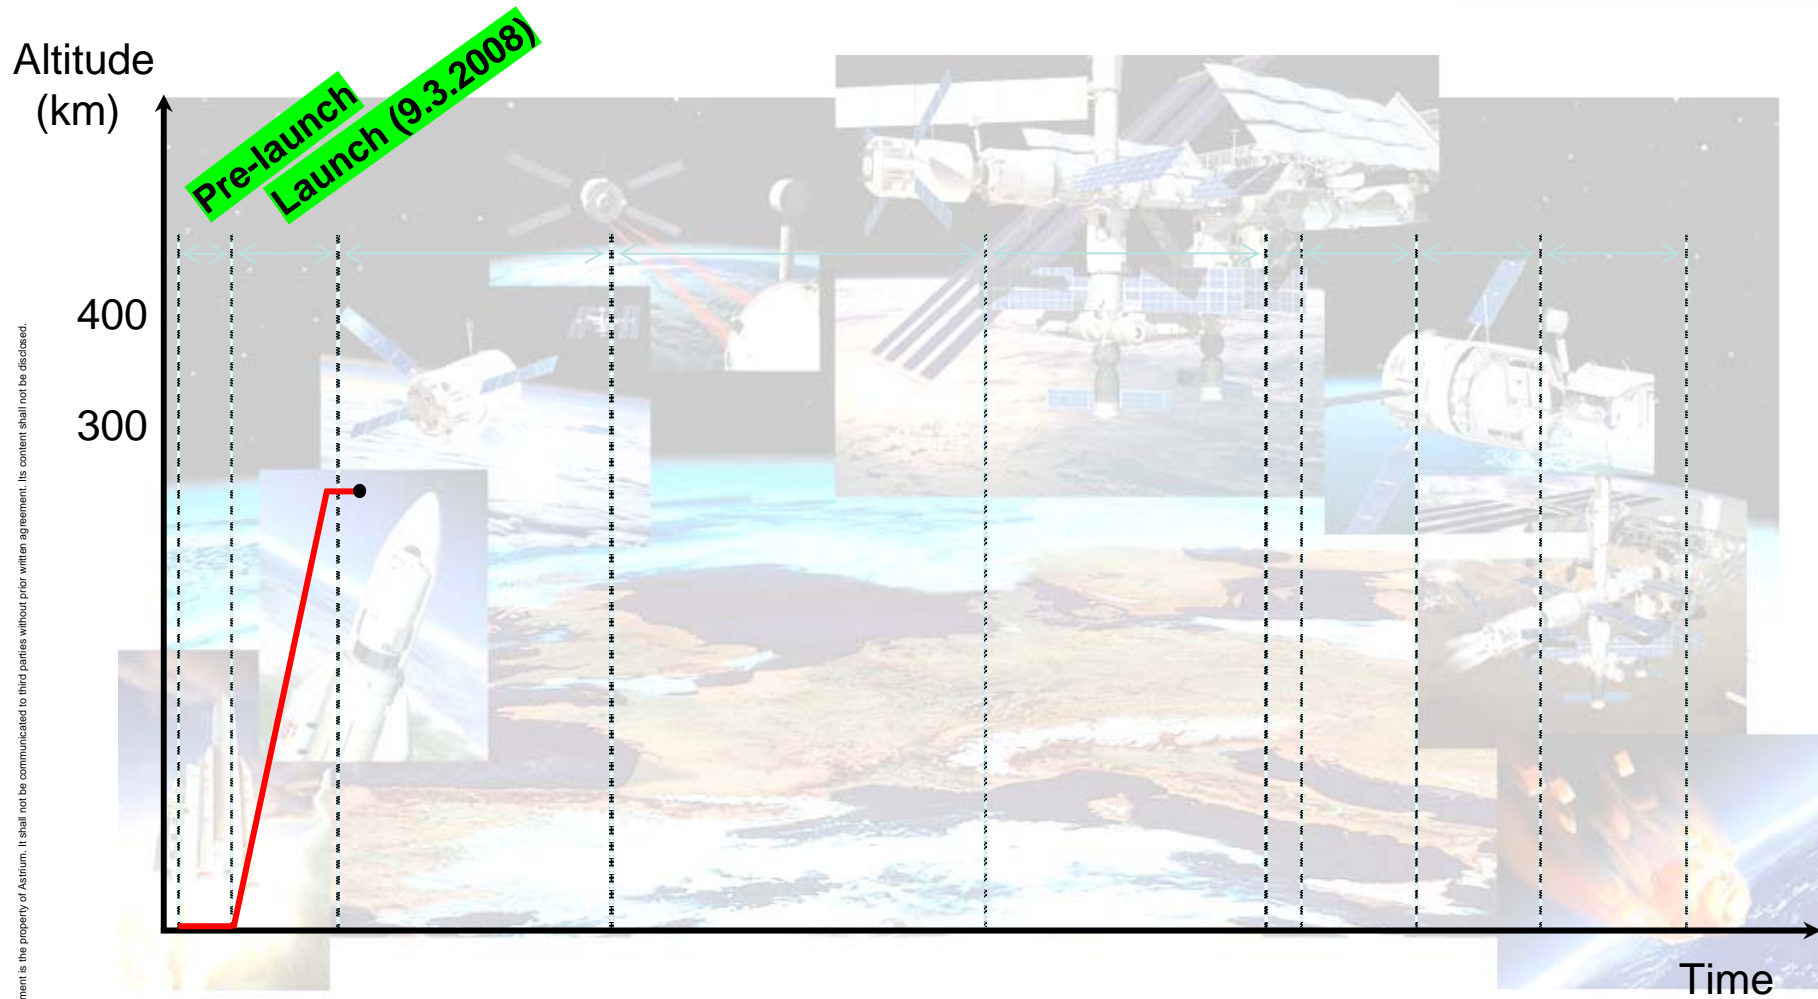 Altitude
(km)
Pre-launch
Launch (9.3.2008)
400
300
Time
ment is the property of Astrium. It shall not be communicated to third parties without prior written agreement. Its content shall not be disclosed.